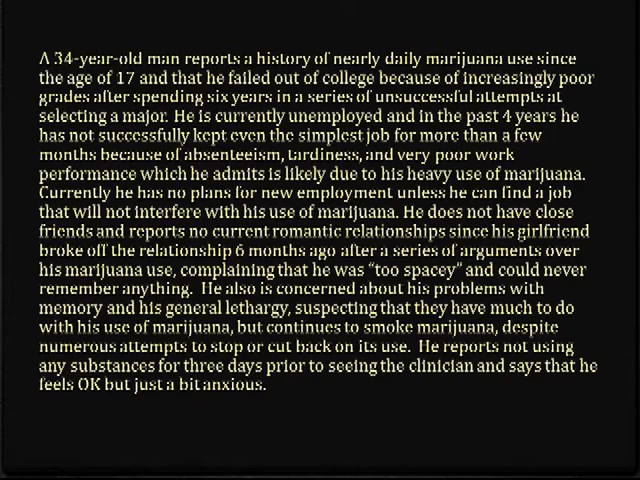 A 34-year-old man reports a history of nearly daily marijuana use since
the age of 17 and that he failed out of college because of increasingly poor
grades after spending six years in a series of unsuccessful attempts at
selecting a major. He is currently unemployed and in the past 4 years he
has not successfully kept even the simplest job for more than a few
months because of absenteeism, tardiness, and very poor work
performance which he admits is likely due to his heavy use of marijuana.
Currently he has no plans for new employment unless he can find a job
that will not interfere with his use of marijuana. He does not have close
friends and reports no current romantic relationships since his girlfriend
broke off the relationship 6 months ago after a series of arguments over
his marijuana use, complaining that he was “too spacey” and could never
remember anything.  He also is concerned about his problems with
memory and his general lethargy, suspecting that they have much to do
with his use of marijuana, but continues to smoke marijuana, despite
numerous attempts to stop or cut back on its use.  He reports not using
any substances for three days prior to seeing the clinician and says that he
feels OK but just a bit anxious.